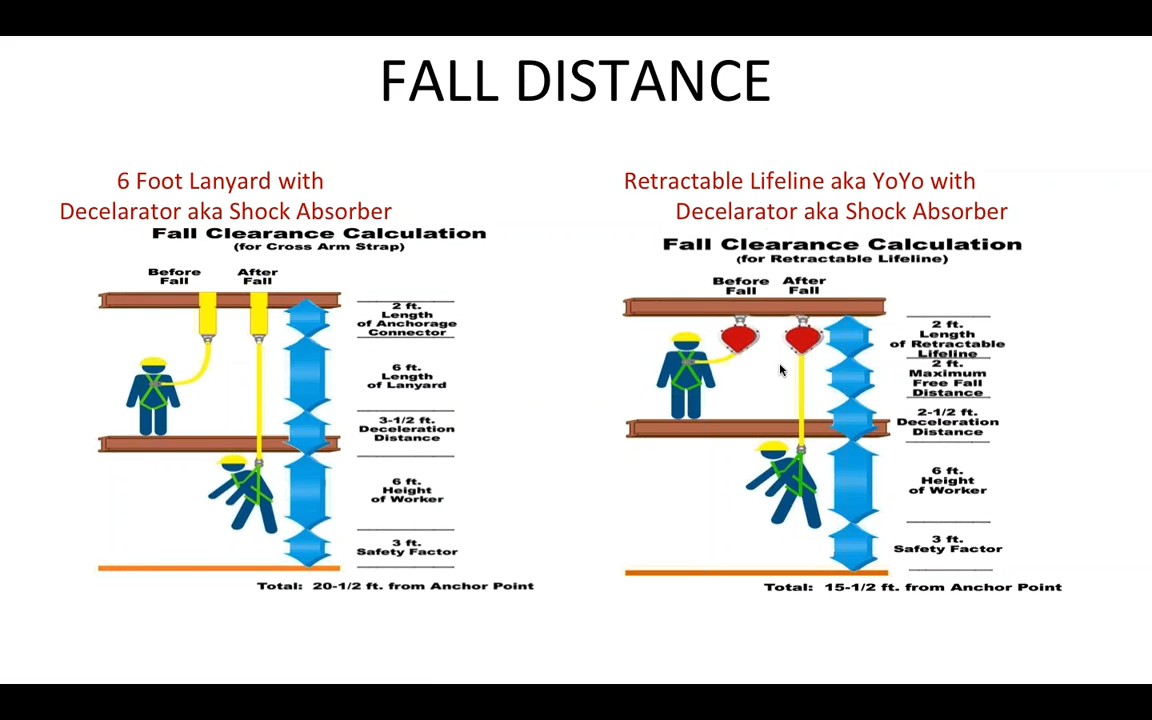 FALL DISTANCE
6 Foot Lanyard with
Decelarator aka Shock Absorber
Fall Clearance Calculation
(for Cross Arm Strap)
Before
Fall
After
Fall
2 ft.
Length
of Anchorage
Connector
6 ft.
Length
of Lanyard
3-1/2 ft.
Deceleration
Distance
6 ft.
Height
of Worker
3 ft.
Safety Factor
Total: 20-1/2 ft. from Anchor Point
Retractable Lifeline aka YoYo with
Decelarator aka Shock Absorber
Fall Clearance Calculation
(for Retractable Lifeline)
Before
Fall
After
Fall
2 ft.
Length
of Retractable
Lifeline
2 ft.
Maximum
Free Fall
Distance
2-1/2 ft.
Deceleration
Distance
6 ft.
Height
of Worker
3 ft.
Safety Factor
Total: 15-1/2 ft. from Anchor Point